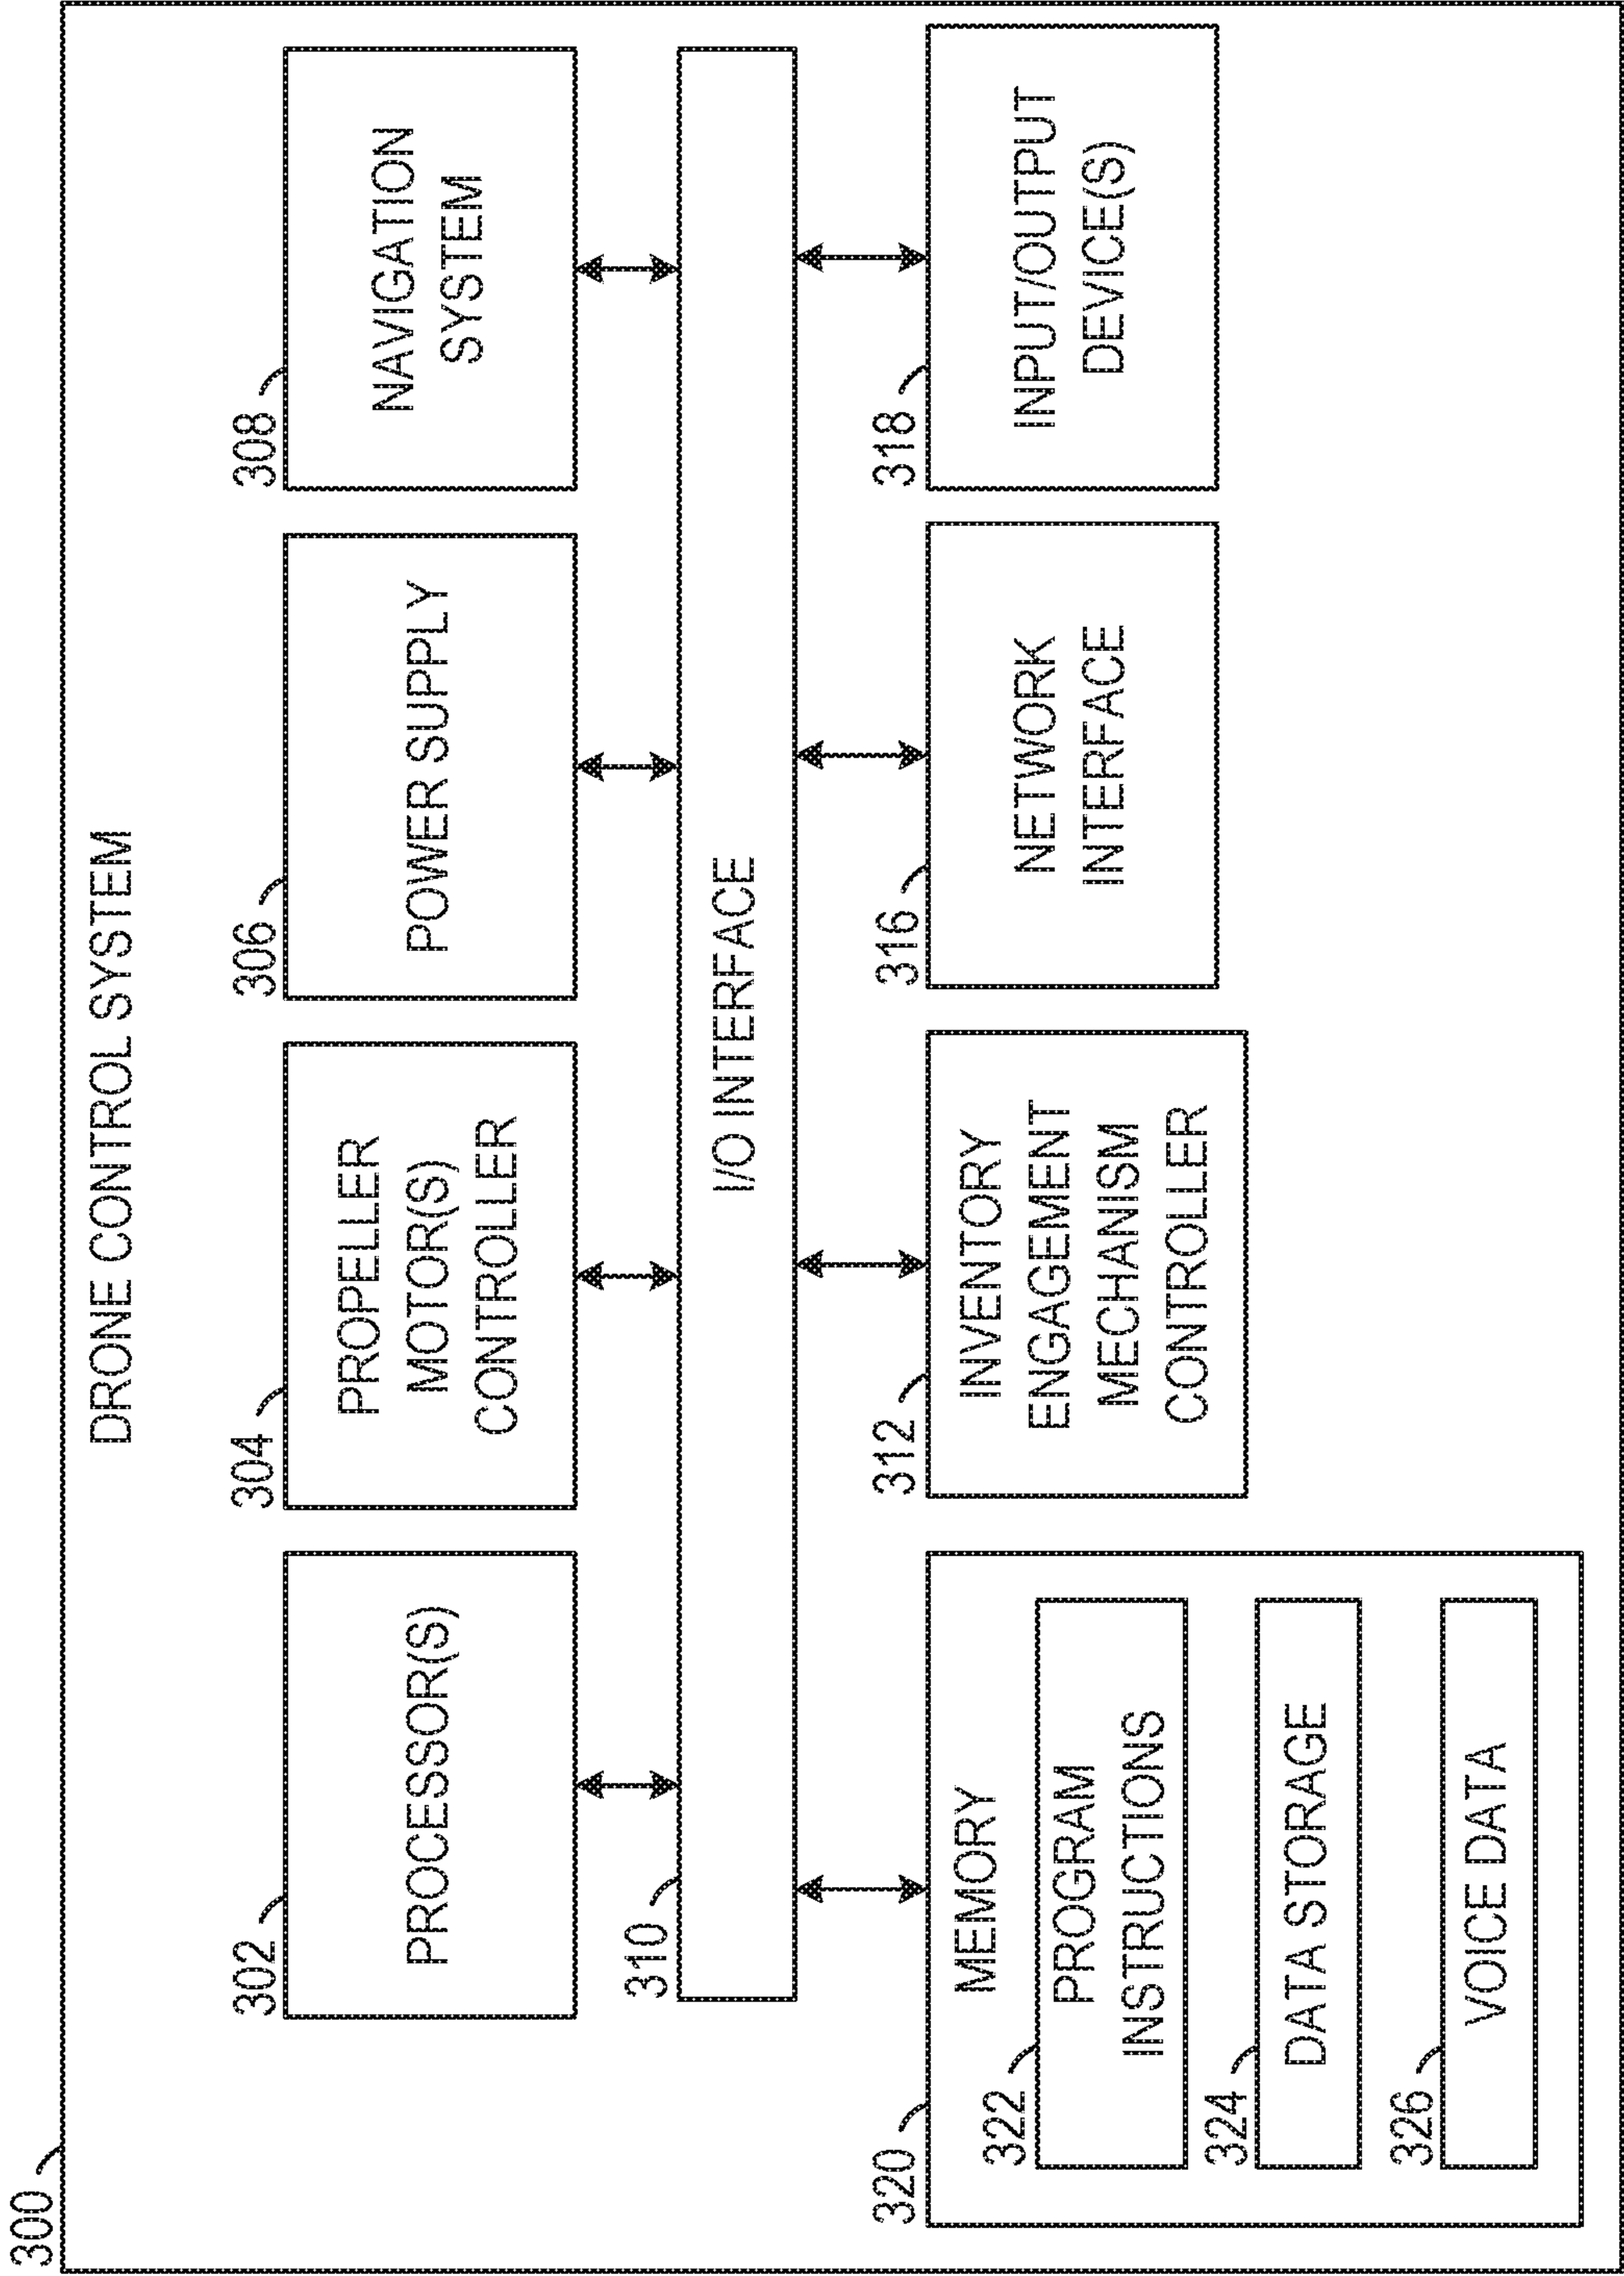 300
DRONE CONTROL SYSTEM
302
PROCESSOR(S)
304
PROPELLER
MOTOR(S)
CONTROLLER
306
POWER SUPPLY
308
NAVIGATION
SYSTEM
310
I/O INTERFACE
320
MEMORY
322
PROGRAM
INSTRUCTIONS
324
DATA STORAGE
326
VOICE DATA
312
INVENTORY
ENGAGEMENT
MECHANISM
CONTROLLER
316
NETWORK
INTERFACE
318
INPUT/OUTPUT
DEVICE(S)